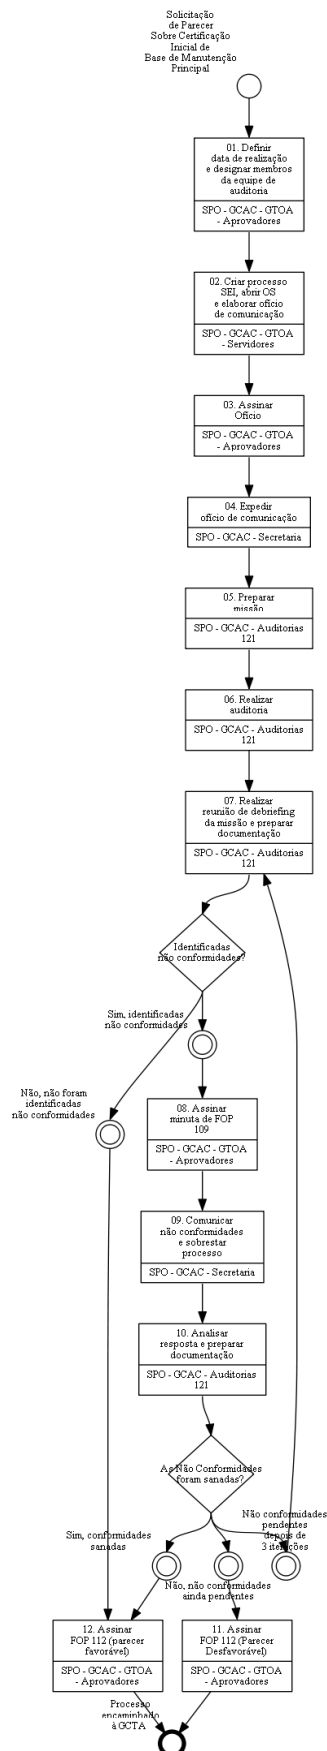 Solicitação
de Parecer
Sobre Certificação
Inicial de
Base de Manutenção
Principal
01. Definir
data de realização
e designar membros
da equipe de
auditoria
SPO - GCAC - GTOA
- Aprovadores
02. Criar processo
SEI, abrir OS
e elaborar ofício
de comunicação
SPO - GCAC - GTOA
- Servidores
03. Assinar
Ofício
SPO - GCAC - GTOA
- Aprovadores
04. Expedir
ofício de comunicação
SPO - GCAC - Secretaria
05. Preparar
missão
SPO - GCAC - Auditorias
121
06. Realizar
auditoria
SPO - GCAC - Auditorias
121
07. Realizar
reunião de debriefing
da missão e preparar
documentação
SPO - GCAC - Auditorias
121
Identificadas
não conformidades?
Sim, identificadas
não conformidades
Não, não foram
identificadas
não conformidades
08. Assinar
minuta de FOP
109
SPO - GCAC - GTOA
- Aprovadores
09. Comunicar
não conformidades
e sobrestar
processo
SPO - GCAC - Secretaria
10. Analisar
resposta e preparar
documentação
SPO - GCAC - Auditorias
121
As Não Conformidades
foram sanadas?
Não conformidades
pendentes
depois de
3 iterações
Sim, conformidades
sanadas
Não, não conformidades
ainda pendentes
12. Assinar
FOP 112 (parecer
favorável)
SPO - GCAC - GTOA
- Aprovadores
11. Assinar
FOP 112 (Parecer
Desfavorável)
SPO - GCAC - GTOA
- Aprovadores
Processo
encaminhado
à GCTA